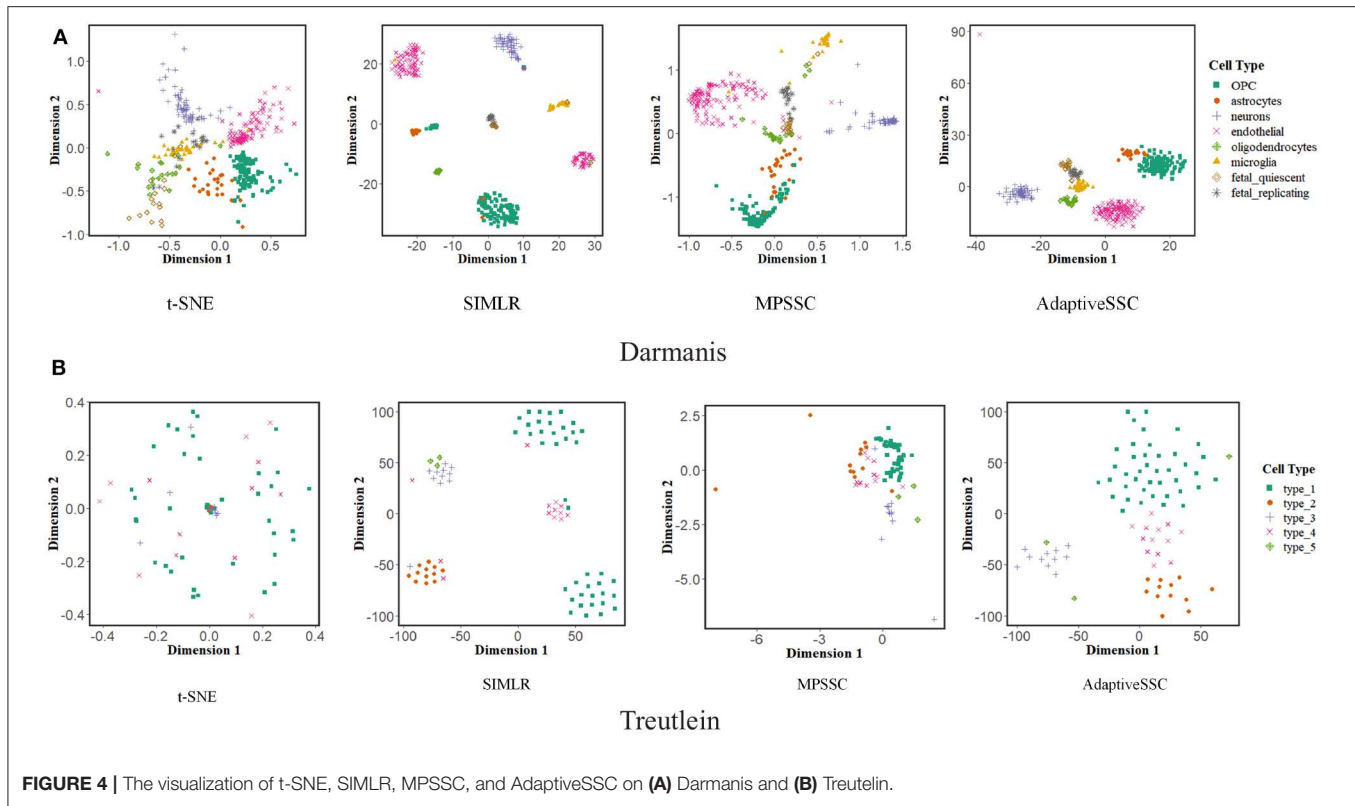 A
1.0
0.5
0.0
-0.5
-1.0
Dimension 2
-1.0
-0.5
0.0
0.5
Dimension 1
t-SNE
20
0
-20
Dimension 2
-20
-10
0
10
20
30
Dimension 1
SIMLR
1
0
-1
Dimension 2
-1.0
-0.5
0.0
0.5
1.0
1.5
Dimension 1
MPSSC
90
60
30
0
-30
Dimension 2
-40
-20
0
20
Dimension 1
AdaptiveSSC
Cell Type
OPC
astrocytes
neurons
endothelial
oligodendrocytes
microglia
fetal_quiescent
fetal_replicating
Darmanis
B
0.4
0.2
0.0
-0.2
-0.4
Dimension 2
-0.4
-0.2
0.0
0.2
0.4
Dimension 1
t-SNE
100
50
0
-50
-100
Dimension 2
-100
-50
0
50
Dimension 1
SIMLR
2.5
0.0
-2.5
-5.0
Dimension 2
-6
-3
0
Dimension 1
MPSSC
100
50
0
-50
-100
Dimension 2
-100
-50
0
50
Dimension 1
AdaptiveSSC
Cell Type
type_1
type_2
type_3
type_4
type_5
Treutlein
FIGURE 4 | The visualization of t-SNE, SIMLR, MPSSC, and AdaptiveSSC on (A) Darmanis and (B) Treutelin.